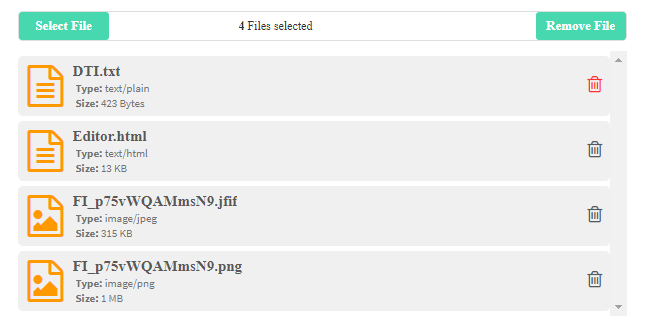 Select File 4 Files selected Remove File
DTI.txt
Type: text/plain
Size: 423 Bytes
Editor.html
Type: text/html
Size: 13 KB
FI_p75vWQAMmsN9.jfif
Type: image/jpeg
Size: 315 KB
FI_p75vWQAMmsN9.png
Type: image/png
Size: 1 MB